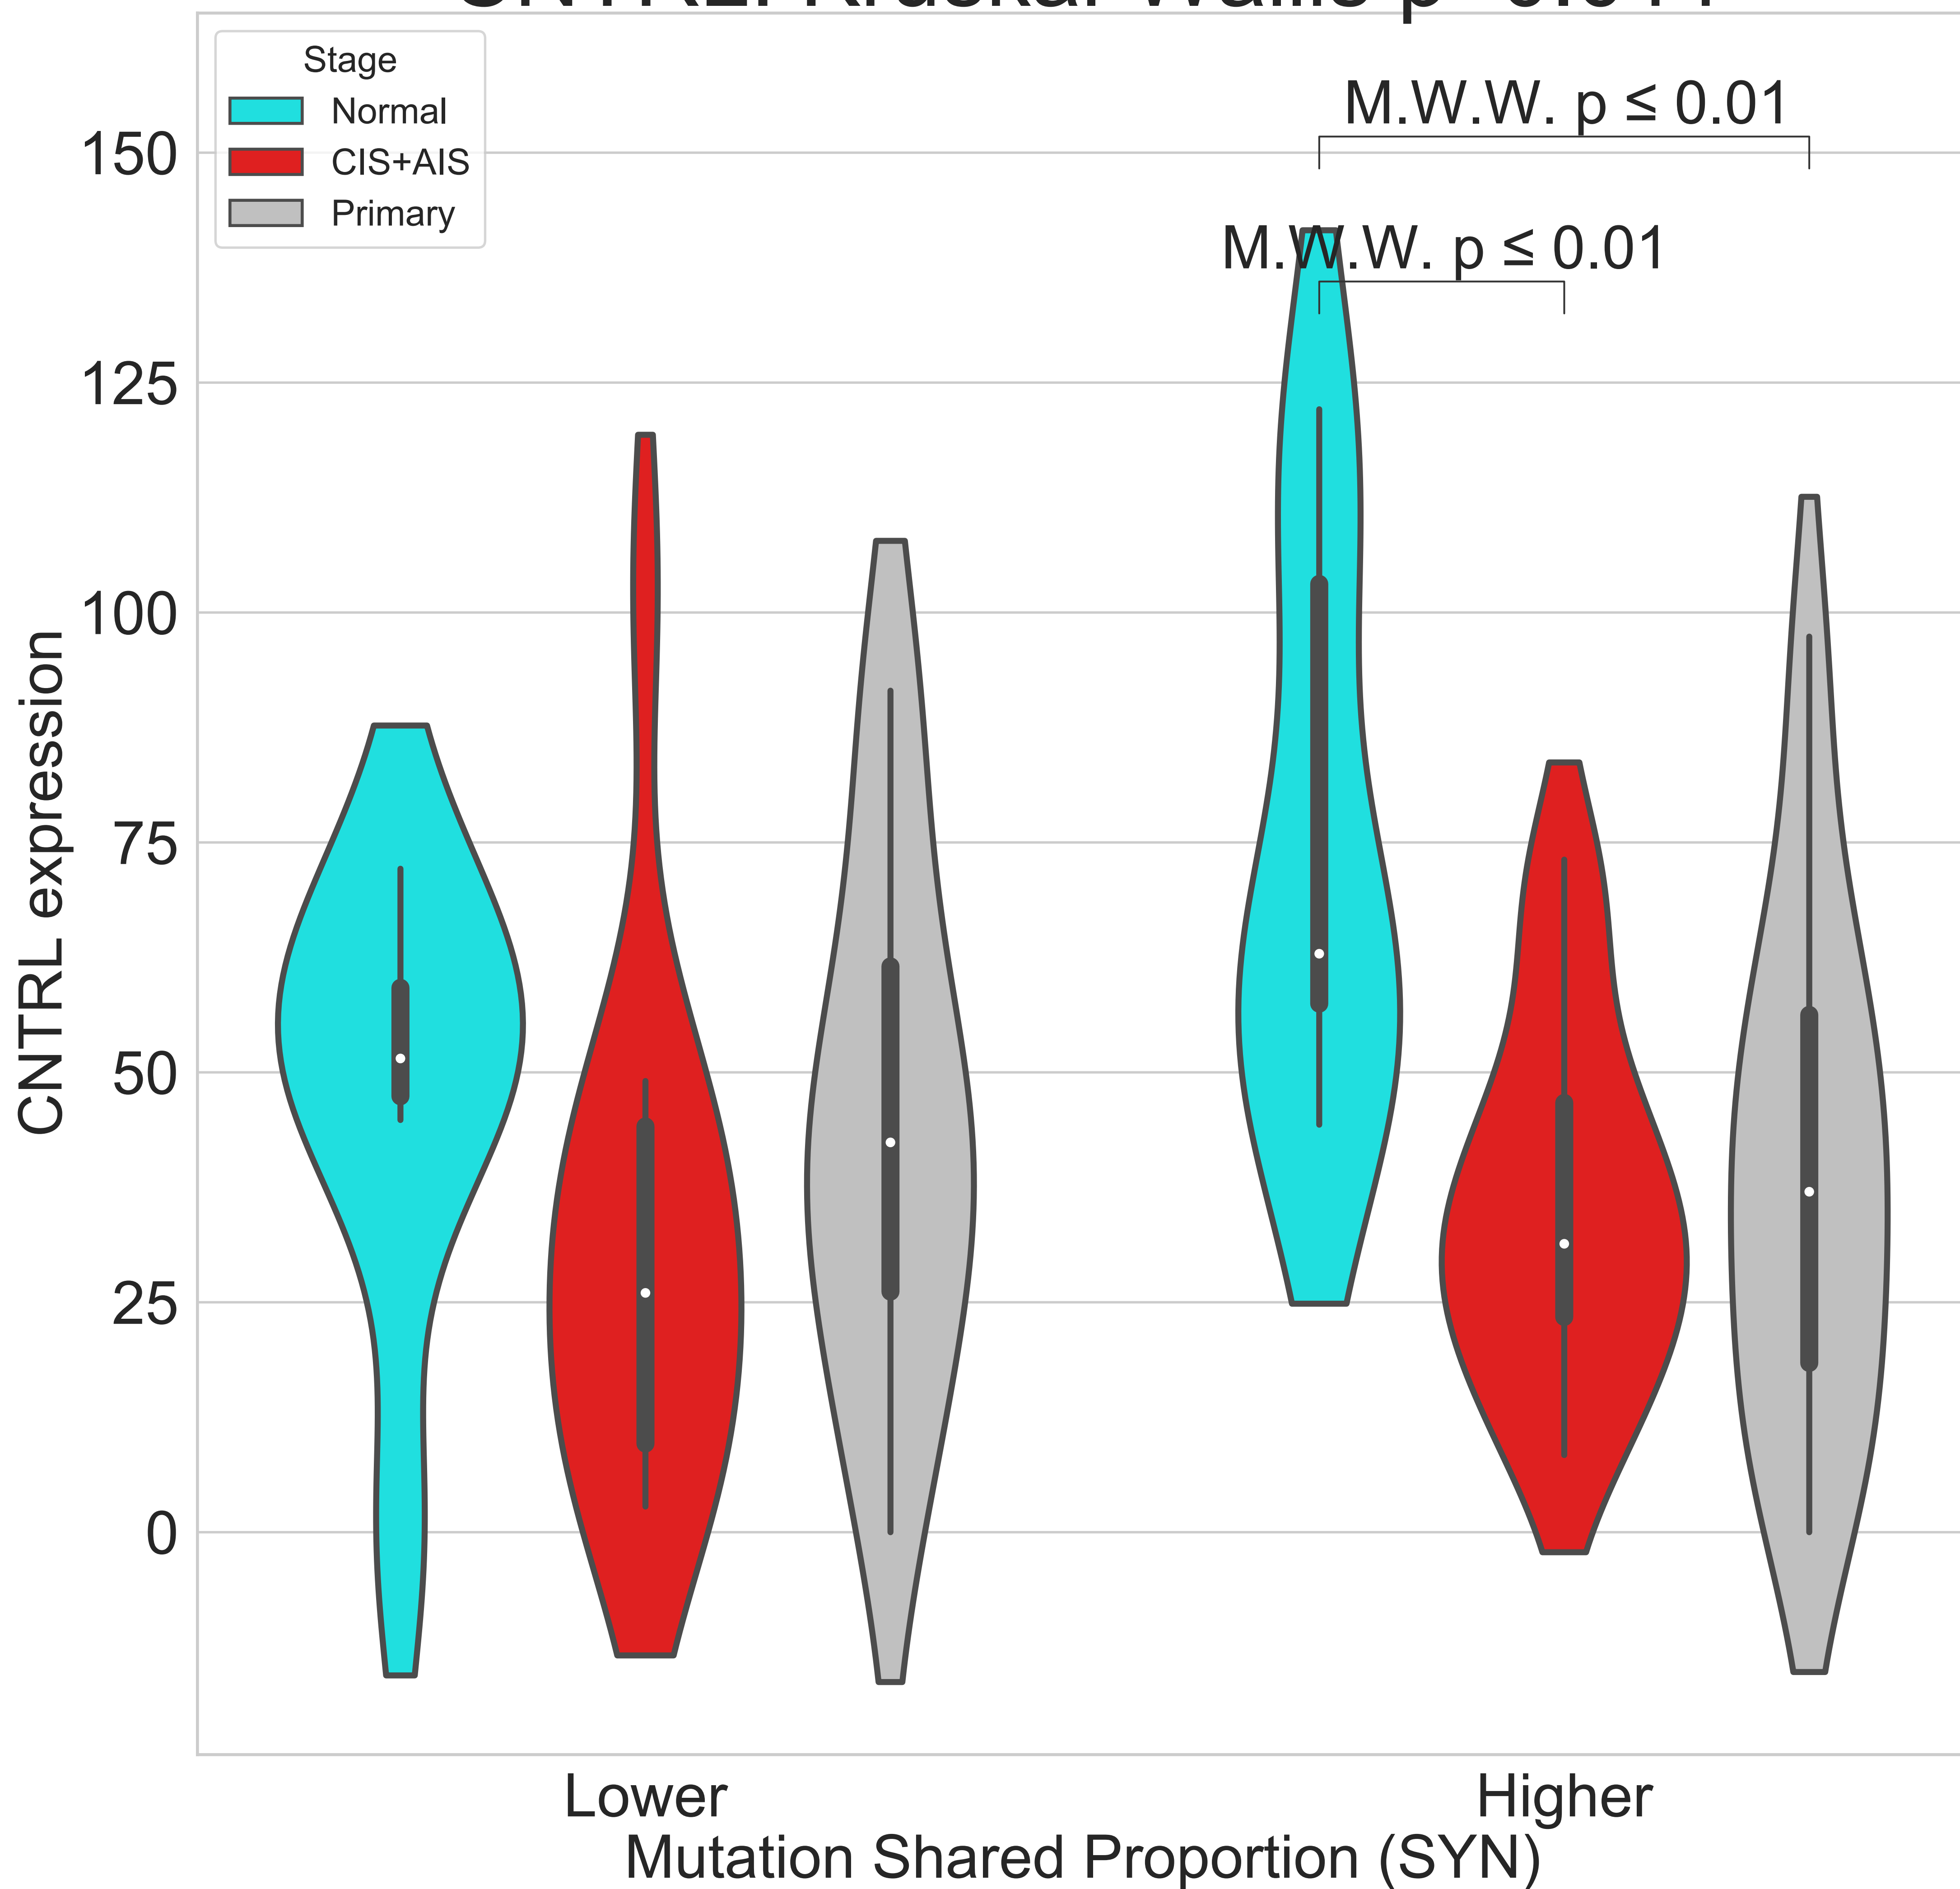 Stage
Normal
CIS+AIS
Primary
M.W.W. p ≤ 0.01
M.W.W. p ≤ 0.01
150
125
100
75
50
25
0
CNTRL expression
Lower
Higher
Mutation Shared Proportion (SYN)